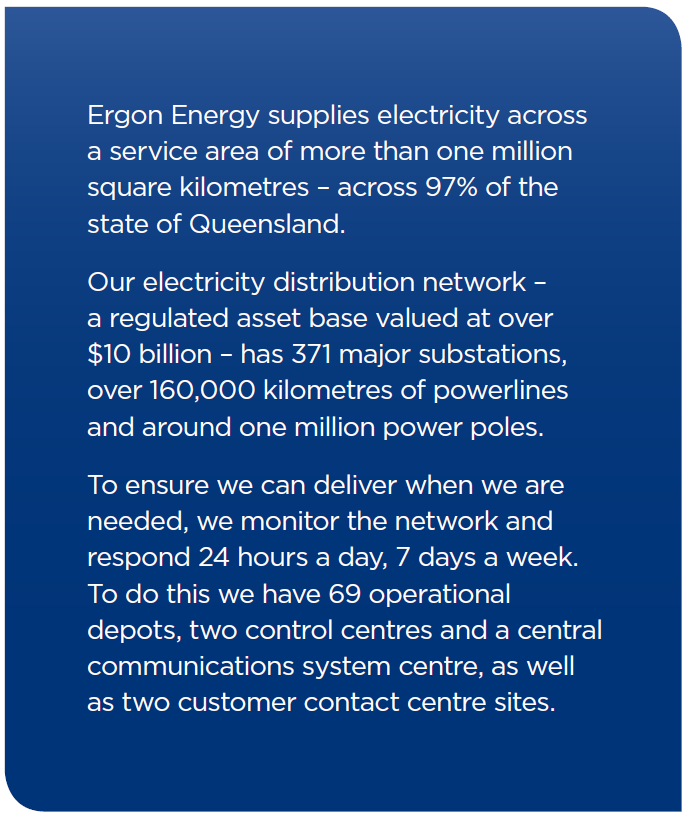 Ergon Energy supplies electricity across
a service area of more than one million
square kilometres – across 97% of the
state of Queensland.
Our electricity distribution network –
a regulated asset base valued at over
$10 billion – has 371 major substations,
over 160,000 kilometres of powerlines
and around one million power poles.
To ensure we can deliver when we are
needed, we monitor the network and
respond 24 hours a day, 7 days a week.
To do this we have 69 operational
depots, two control centres and a central
communications system centre, as well
as two customer contact centre sites.